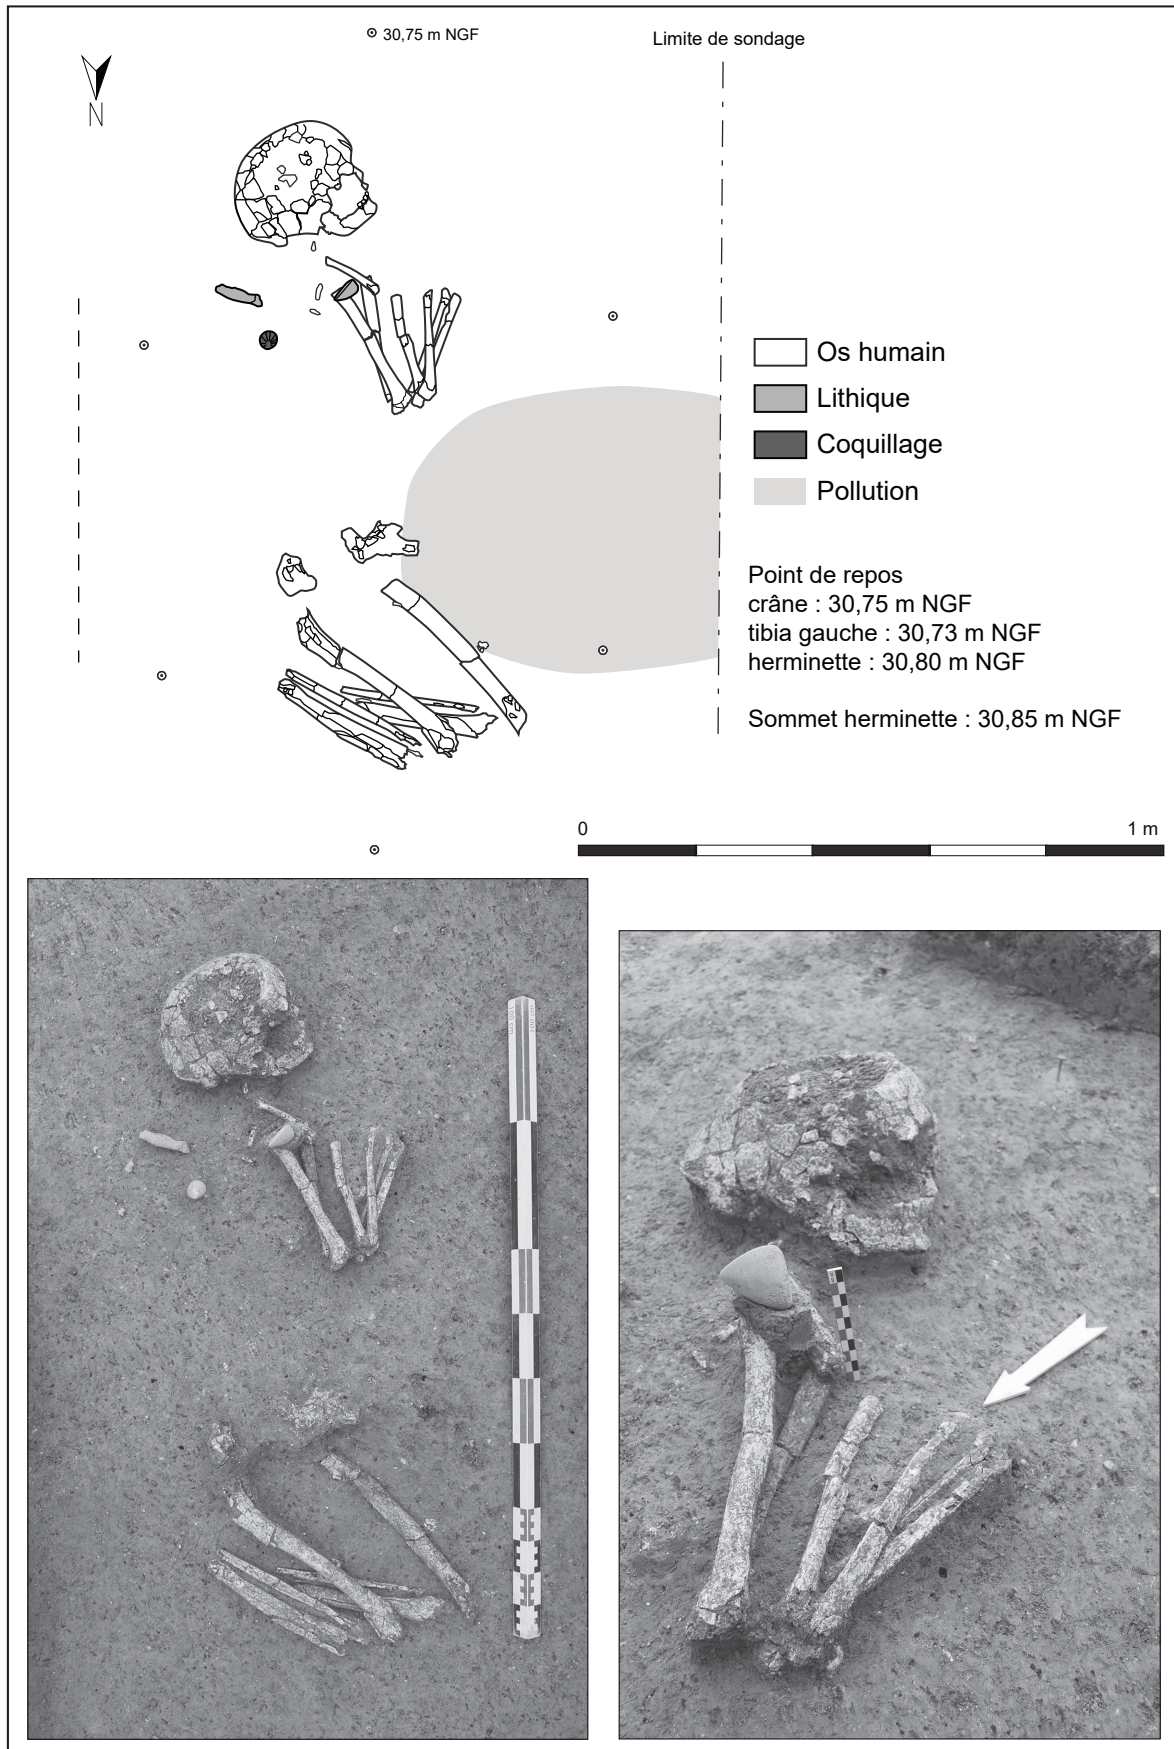 30,75 m NGF
Limite de sondage
N
Os humain
Lithique
Coquillage
Pollution
Point de repos
crâne : 30,75 m NGF
tibia gauche : 30,73 m NGF
herminette : 30,80 m NGF
Sommet herminette : 30,85 m NGF
0
1 m